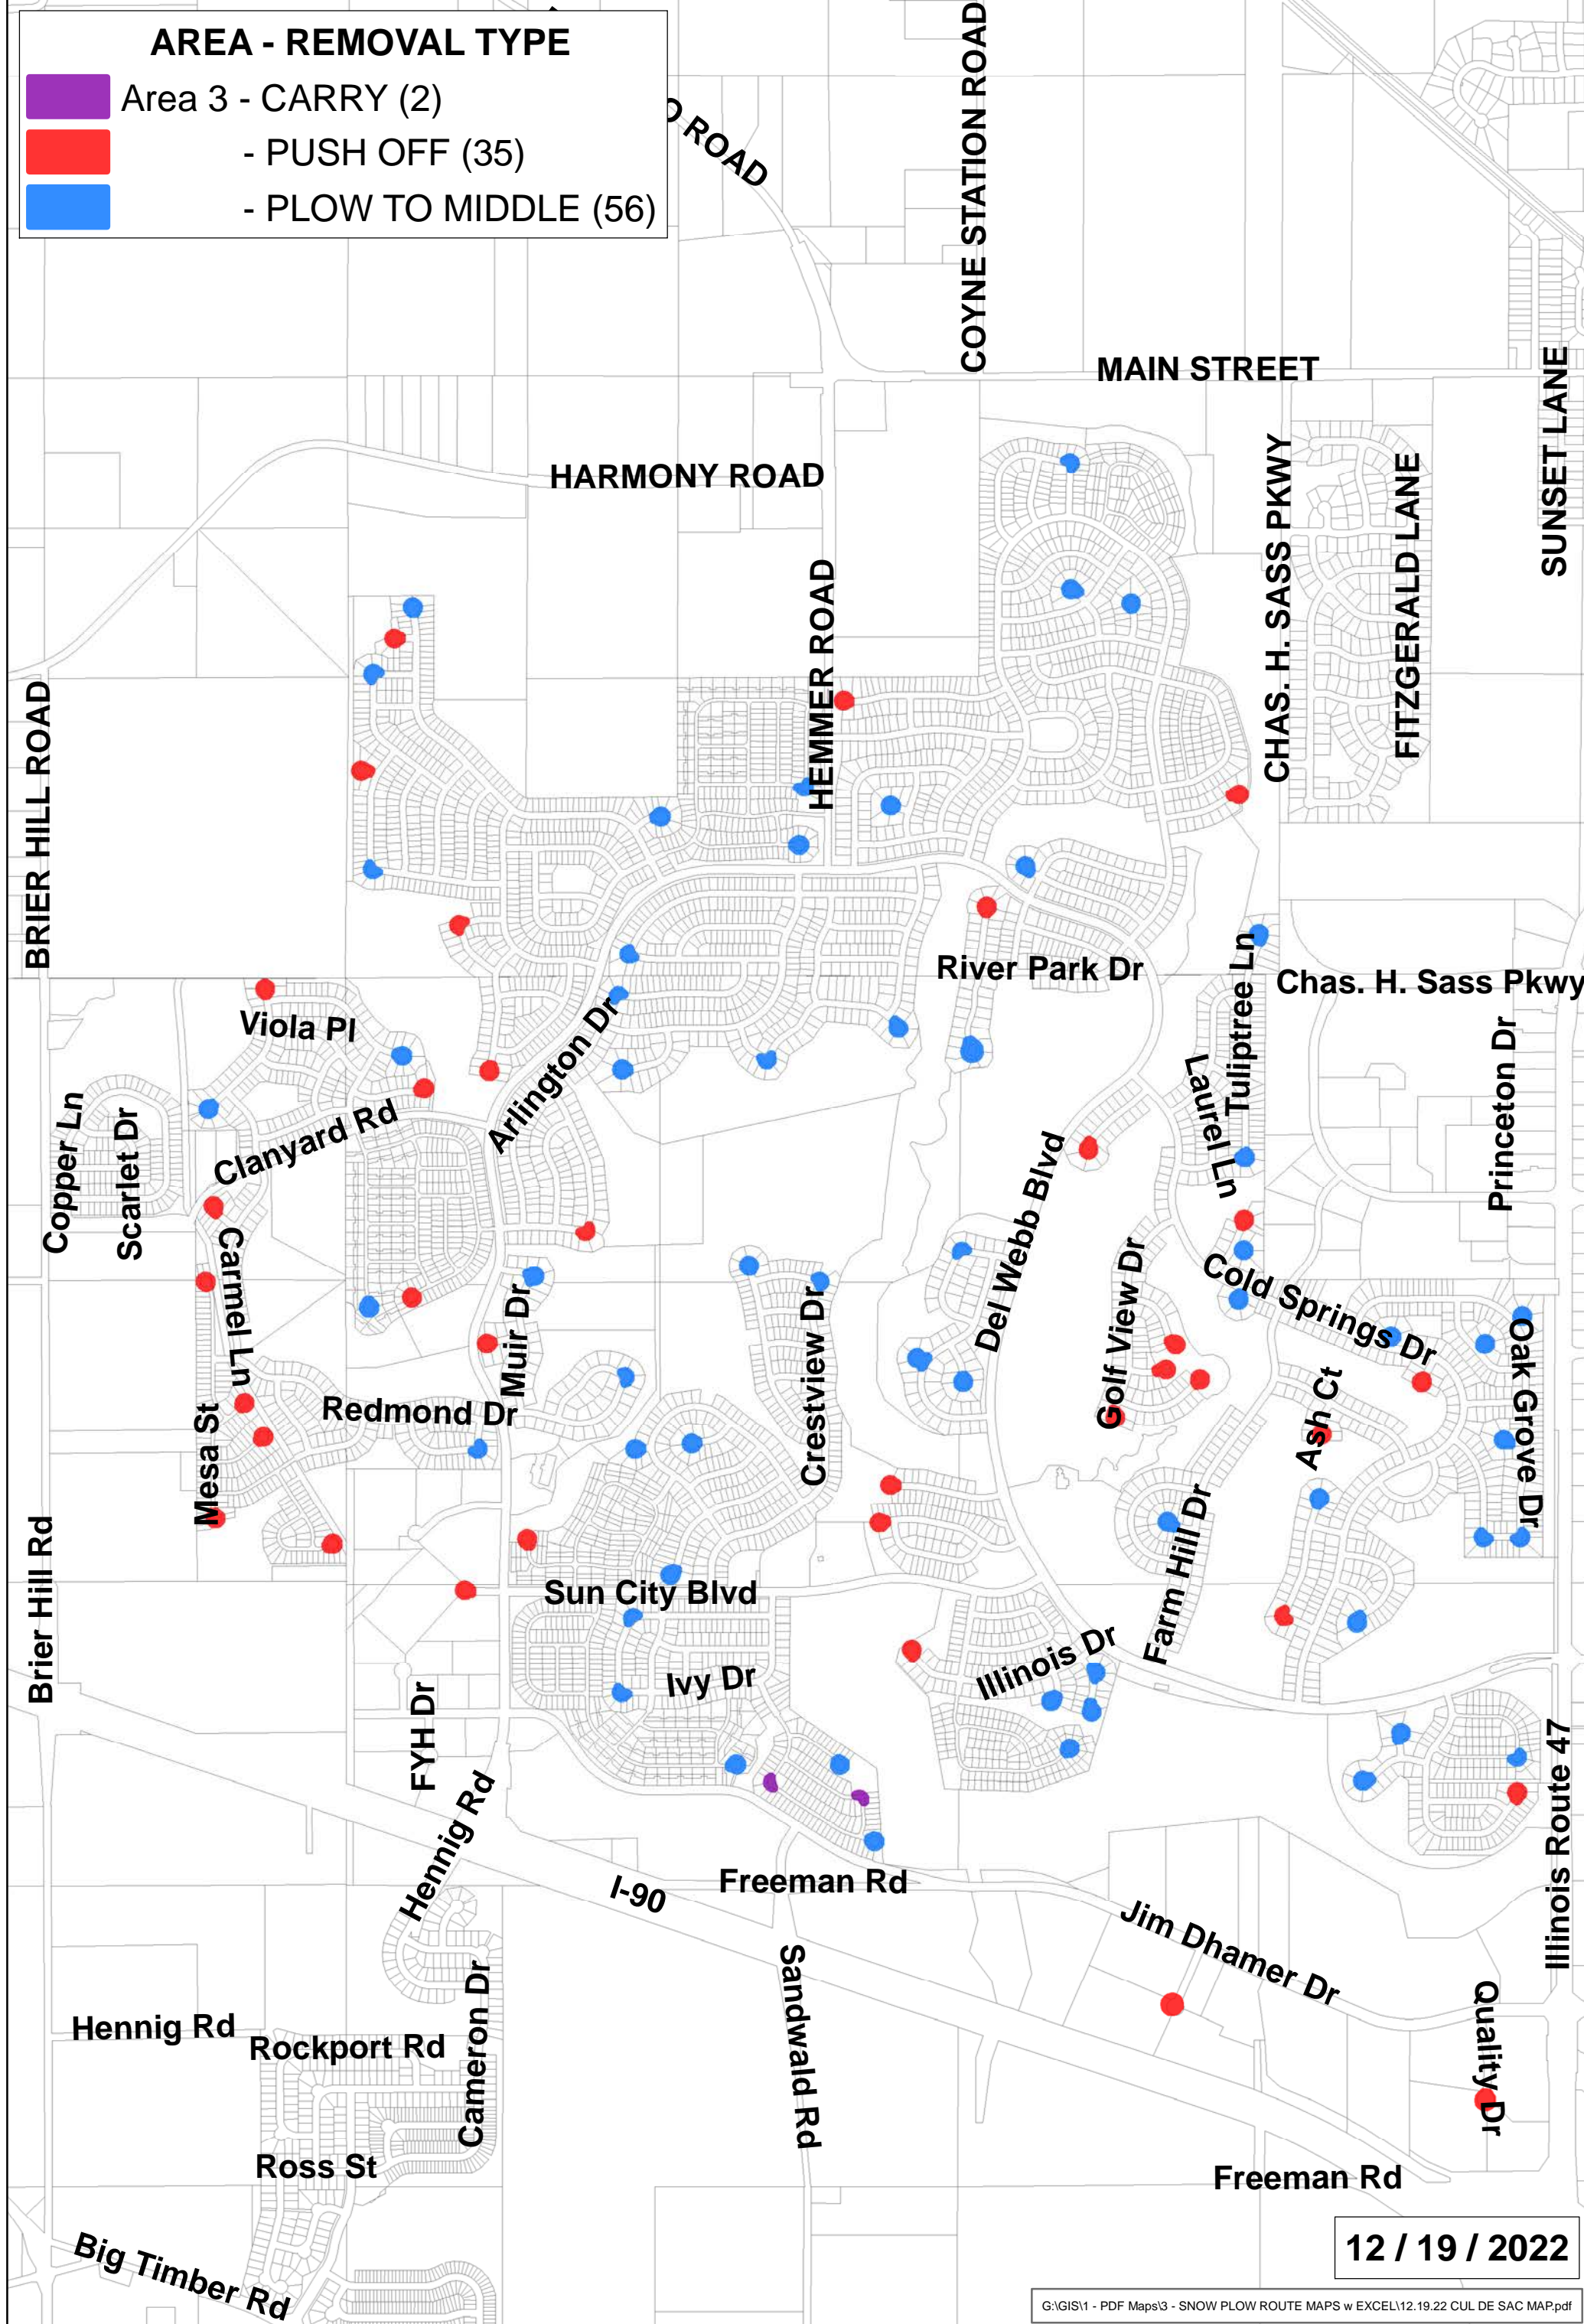 AREA - REMOVAL TYPE
Area 3 - CARRY (2)
- PUSH OFF (35)
- PLOW TO MIDDLE (56)
O ROAD
COYNE STATION ROAD
MAIN STREET
SUNSET LANE
HARMONY ROAD
CHAS. H. SASS PKWY
FITZGERALD LANE
HEMMER ROAD
BRIER HILL ROAD
River Park Dr
Tuliptree Ln
Chas. H. Sass Pkwy
Viola Pl
Arlington Dr
Princeton Dr
Laurel Ln
Copper Ln
Scarlet Dr
Clanyard Rd
Del Webb Blvd
Carmel Ln
Muir Dr
Crestview Dr
Golf View Dr
Cold Springs Dr
Oak Grove Dr
Ash Ct
Redmond Dr
Mesa St
Farm Hill Dr
Brier Hill Rd
Sun City Blvd
Illinois Dr
Ivy Dr
FYH Dr
Illinois Route 47
Hennig Rd
I-90
Freeman Rd
Jim Dhamer Dr
Sandwald Rd
Quality Dr
Hennig Rd
Rockport Rd
Cameron Dr
Ross St
Freeman Rd
Big Timber Rd
12 / 19 / 2022
G:\GIS\1 - PDF Maps\3 - SNOW PLOW ROUTE MAPS w EXCEL\12.19.22 CUL DE SAC MAP.pdf